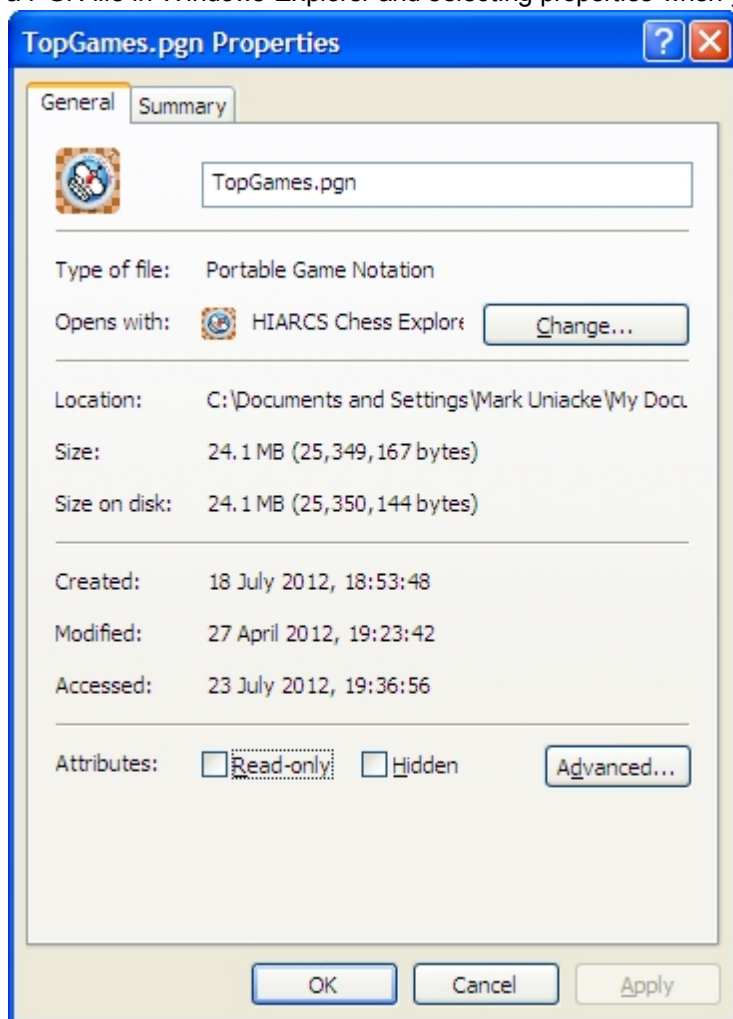 TopGames.pgn Properties
General Summary
TopGames.pgn
Type of file: Portable Game Notation
Opens with: HIARCS Chess Explore Change...
Location: C:\Documents and Settings\Mark Uniacke\My Docu
Size: 24.1 MB (25,349,167 bytes)
Size on disk: 24.1 MB (25,350,144 bytes)
Created: 18 July 2012, 18:53:48
Modified: 27 April 2012, 19:23:42
Accessed: 23 July 2012, 19:36:56
Attributes: Read-only Hidden Advanced...
OK Cancel Apply